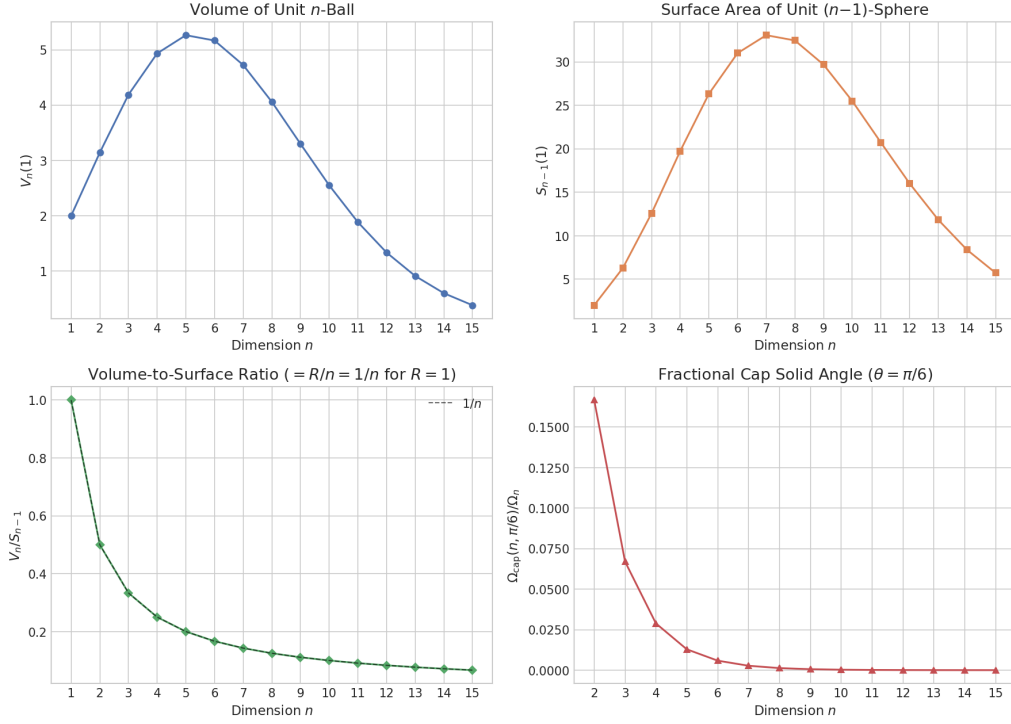 Volume of Unit n-Ball
V_n(1)
5
4
3
2
1
1 2 3 4 5 6 7 8 9 10 11 12 13 14 15
Dimension n
Surface Area of Unit (n−1)-Sphere
S_{n−1}(1)
30
25
20
15
10
5
1 2 3 4 5 6 7 8 9 10 11 12 13 14 15
Dimension n
Volume-to-Surface Ratio (= R/n = 1/n for R = 1)
V_n/S_{n−1}
1.0
0.8
0.6
0.4
0.2
1/n
1 2 3 4 5 6 7 8 9 10 11 12 13 14 15
Dimension n
Fractional Cap Solid Angle (θ = π/6)
Ω_cap(n, π/6)/Ω_n
0.1500
0.1250
0.1000
0.0750
0.0500
0.0250
0.0000
2 3 4 5 6 7 8 9 10 11 12 13 14 15
Dimension n